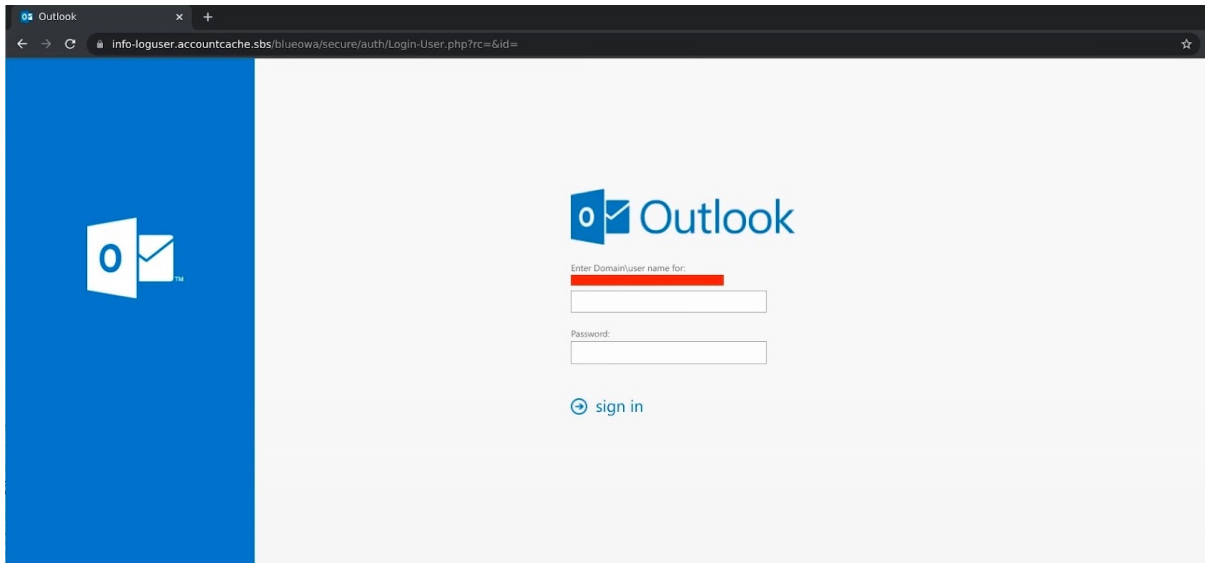 Outlook
info-loguser.accountcache.sbs/blueowa/secure/auth/Login-User.php?rc=&id=
O
TM
Outlook
Enter Domain\user name for:
Password:
sign in